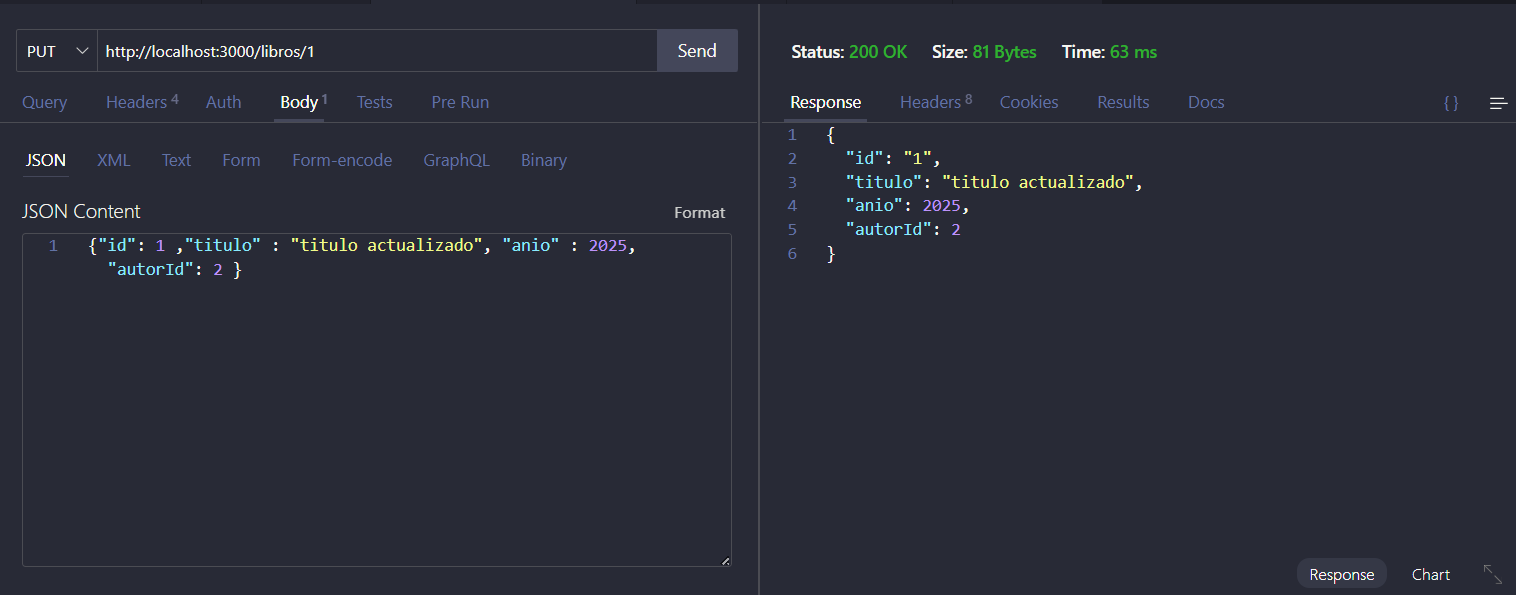 PUT http://localhost:3000/libros/1 Send
Query Headers 4 Auth Body 1 Tests Pre Run
JSON XML Text Form Form-encode GraphQL Binary
JSON Content Format
1 {"id": 1 ,"titulo" : "titulo actualizado", "anio" : 2025,
"autorId": 2 }
Status: 200 OK Size: 81 Bytes Time: 63 ms
Response Headers 8 Cookies Results Docs { }
1 {
2 "id": "1",
3 "titulo": "titulo actualizado",
4 "anio": 2025,
5 "autorId": 2
6 }
Response Chart